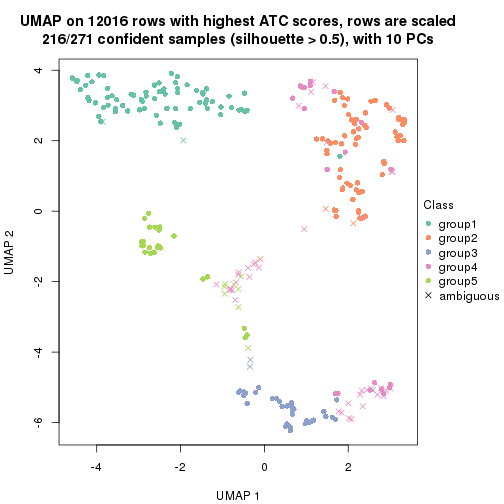 UMAP on 12016 rows with highest ATC scores, rows are scaled
216/271 confident samples (silhouette > 0.5), with 10 PCs
4
2
0
-2
-4
-6
UMAP 2
-4
-2
0
2
UMAP 1
Class
group1
group2
group3
group4
group5
ambiguous